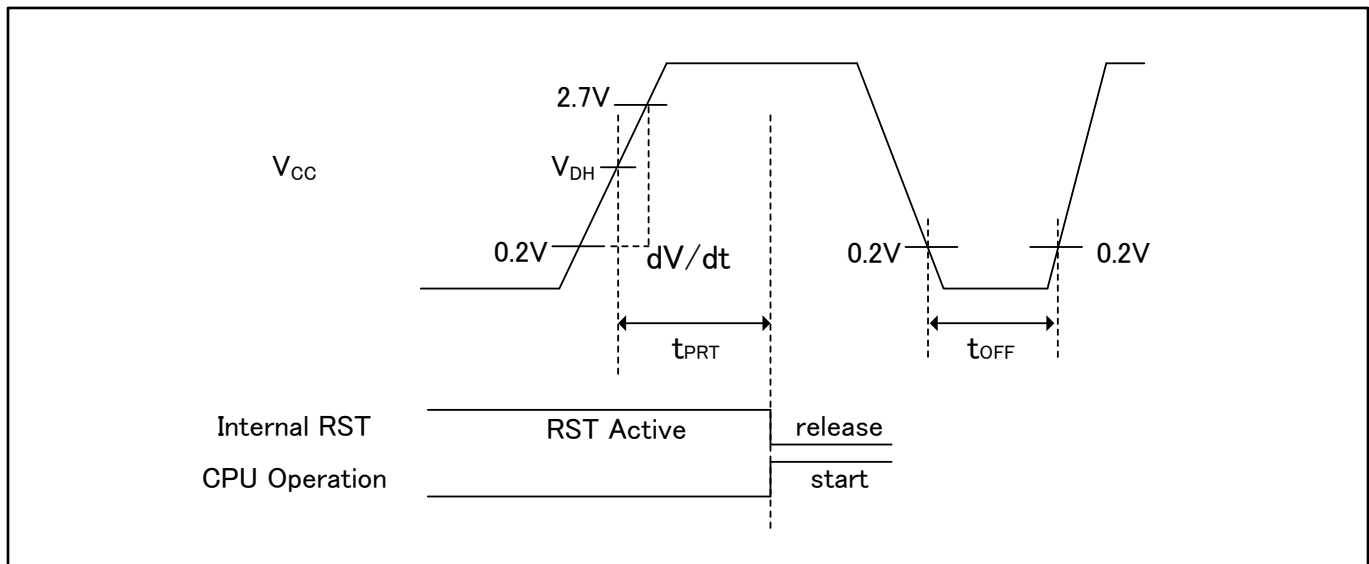 2.7V
VCC
VDH
0.2V
dV/dt
0.2V
0.2V
tPRT
tOFF
Internal RST
RST Active
release
CPU Operation
start